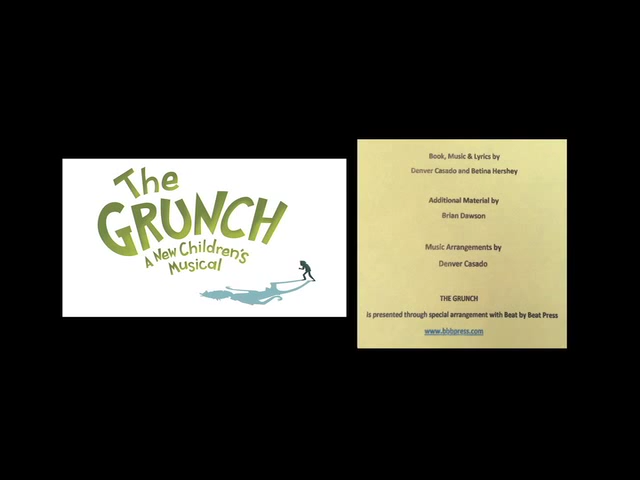 The
GRUNCH
A New Children's
Musical
Book, Music & Lyrics by
Denver Casado and Betina Hershey
Additional Material by
Brian Dawson
Music Arrangements by
Denver Casado
THE GRUNCH
is presented through special arrangement with Beat by Beat Press
www.bbbpress.com